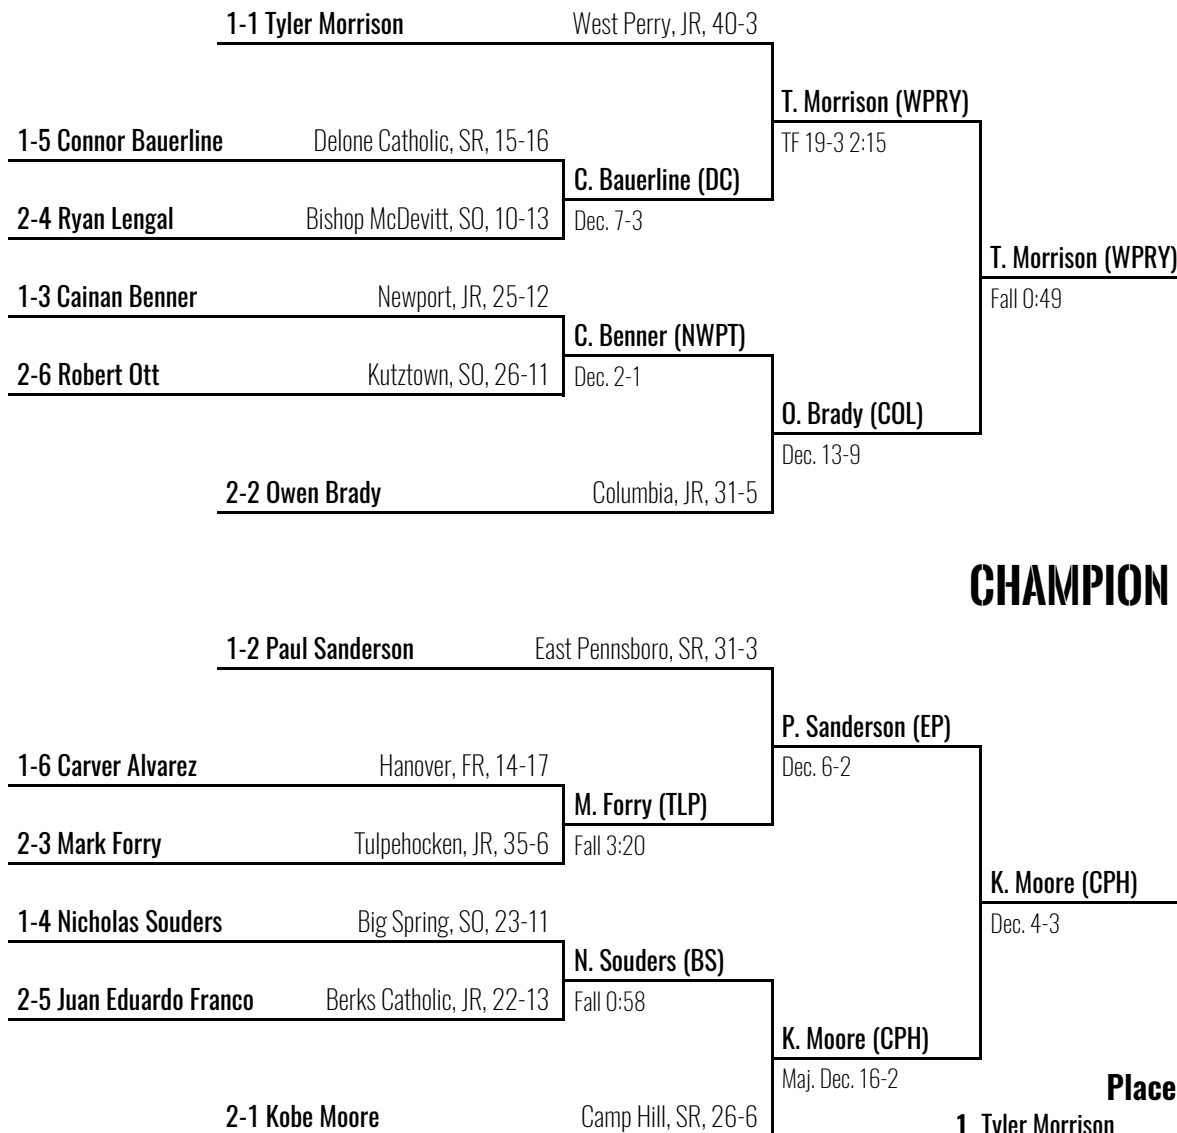 1-1 Tyler Morrison West Perry, JR, 40-3
T. Morrison (WPRY)
1-5 Connor Bauerline Delone Catholic, SR, 15-16
TF 19-3 2:15
C. Bauerline (DC)
2-4 Ryan Lengal Bishop McDevitt, SO, 10-13
Dec. 7-3
T. Morrison (WPRY)
1-3 Cainan Benner Newport, JR, 25-12
Fall 0:49
C. Benner (NWPT)
2-6 Robert Ott Kutztown, SO, 26-11
Dec. 2-1
O. Brady (COL)
Dec. 13-9
2-2 Owen Brady Columbia, JR, 31-5
CHAMPION
1-2 Paul Sanderson East Pennsboro, SR, 31-3
P. Sanderson (EP)
1-6 Carver Alvarez Hanover, FR, 14-17
Dec. 6-2
M. Forry (TLP)
2-3 Mark Forry Tulpehocken, JR, 35-6
Fall 3:20
K. Moore (CPH)
1-4 Nicholas Souders Big Spring, SO, 23-11
Dec. 4-3
N. Souders (BS)
2-5 Juan Eduardo Franco Berks Catholic, JR, 22-13
Fall 0:58
K. Moore (CPH)
Maj. Dec. 16-2
Place
2-1 Kobe Moore Camp Hill, SR, 26-6
1 Tyler Morrison